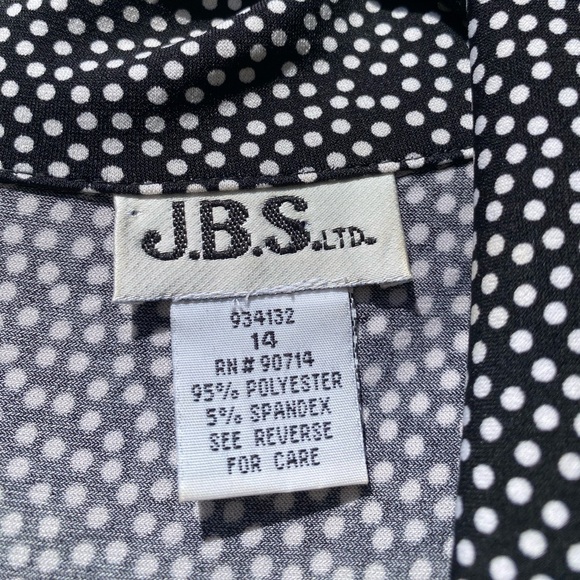 J.B.S.LTD.
934132
14
RN# 90714
95% POLYESTER
5% SPANDEX
SEE REVERSE
FOR CARE